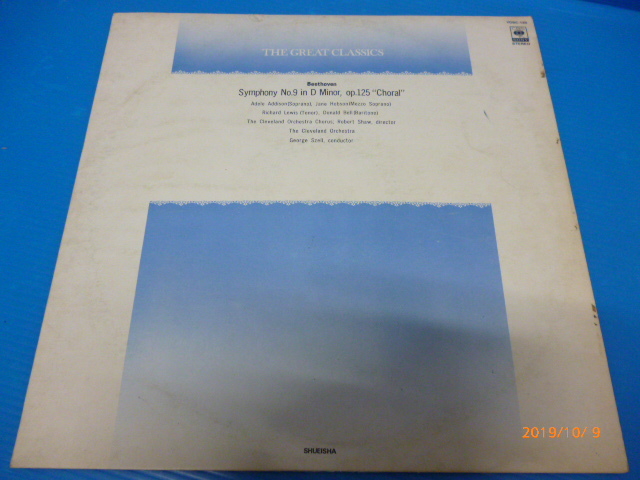 THE GREAT CLASSICS
STEREO
Beethoven
Symphony No.9 in D Minor, op.125 "Choral"
Adele Addison(Soprano), Jane Hobson(Mezzo Soprano)
Richard Lewis(Tenor), Donald Bell(Baritone)
The Cleveland Orchestra Chorus; Robert Shaw, director
The Cleveland Orchestra
George Szell, conductor
SHUEISHA
2019/10/ 9